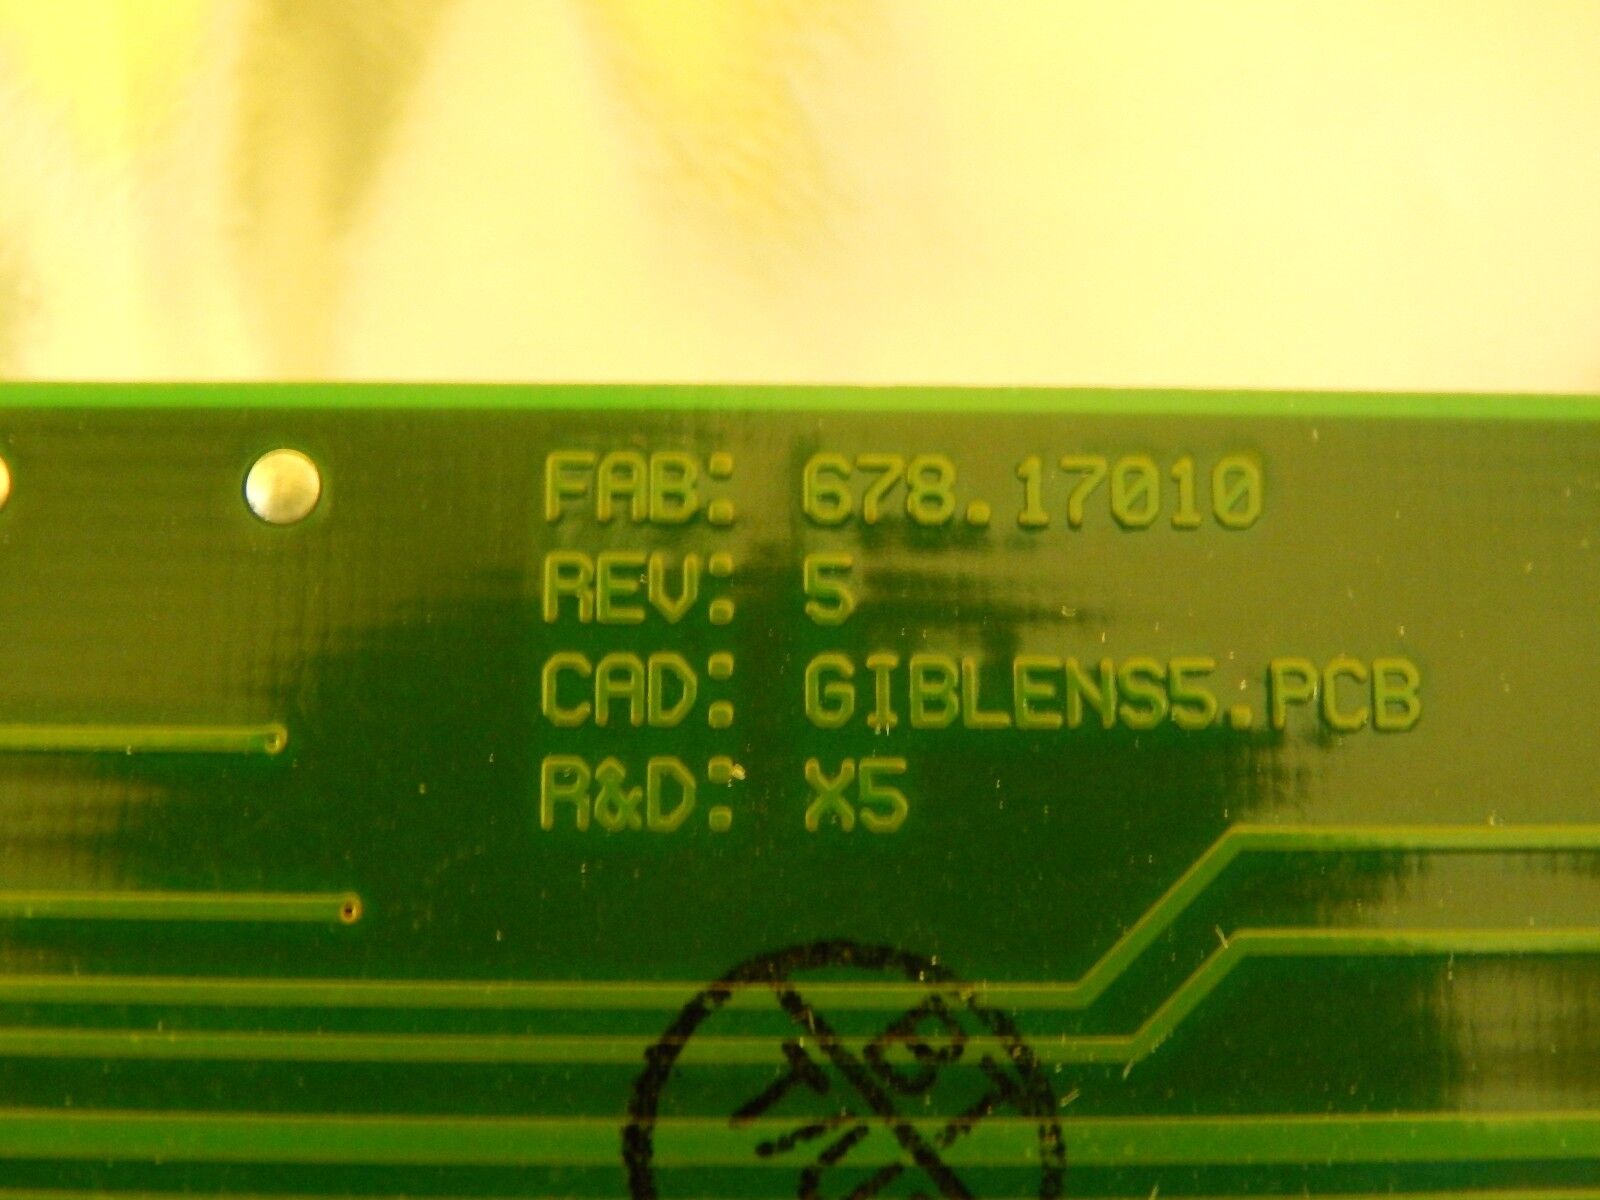 FAB: 678.17010
REV: 5
CAD: GIBLENS5.PCB
R&D: X5